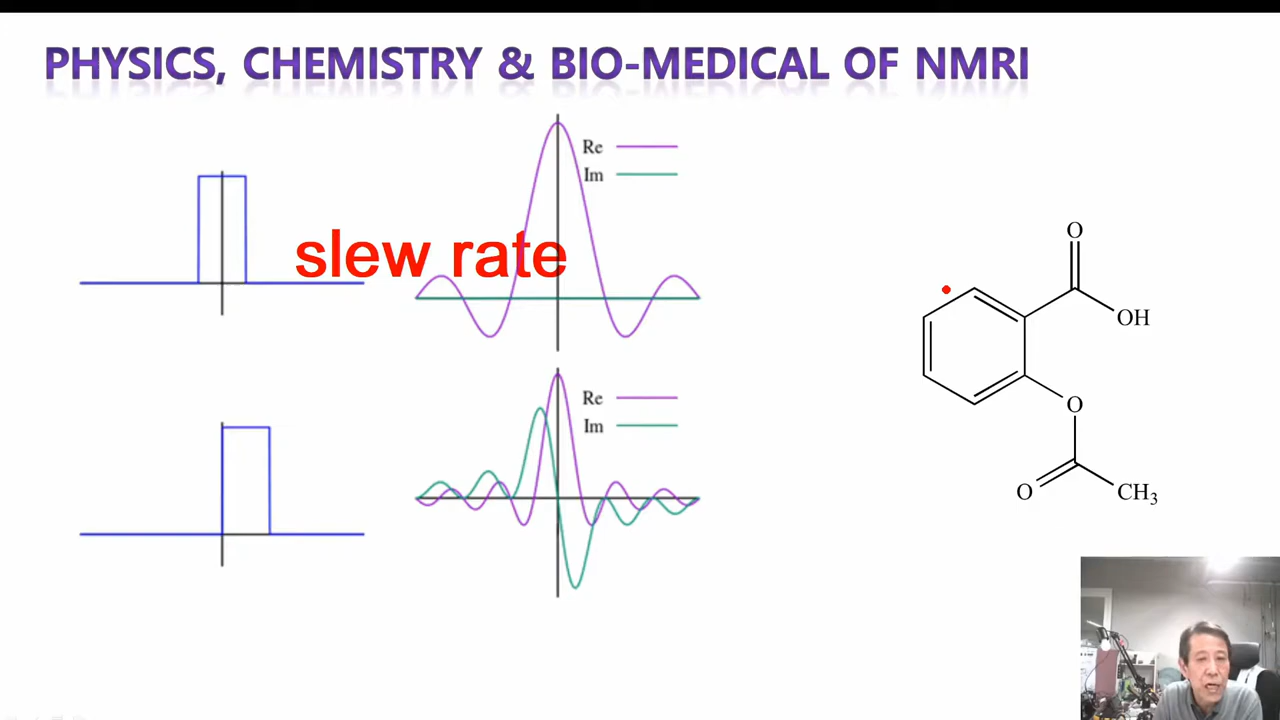 PHYSICS, CHEMISTRY & BIO-MEDICAL OF NMRI
Re
Im
slew rate
Re
Im
O
OH
O
O
CH₃